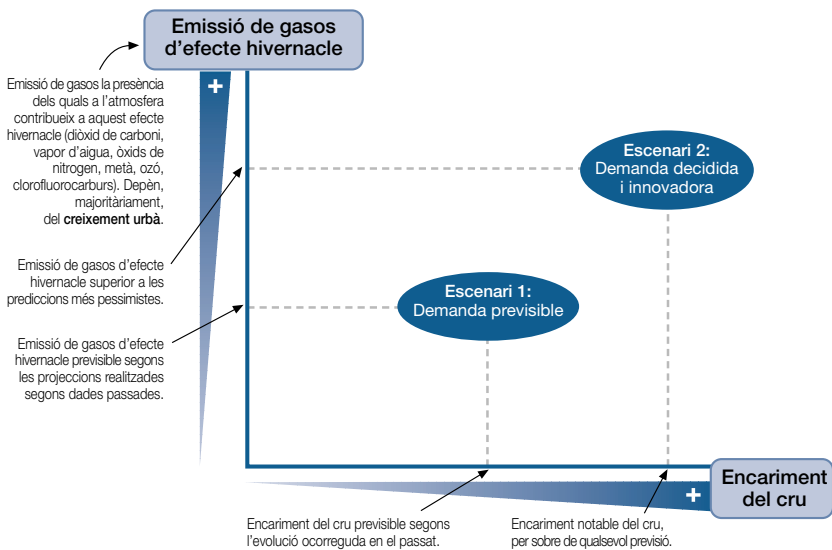 Emissió de gasos
d'efecte hivernacle
Emissió de gasos la presència
dels quals a l'atmosfera
contribueix a aquest efecte
hivernacle (diòxid de carboni,
vapor d'aigua, òxids de
nitrogen, metà, ozó,
clorofluorocarburs). Depèn,
majoritàriament,
del creixement urbà.
+
Escenari 2:
Demanda decidida
i innovadora
Emissió de gasos d'efecte
hivernacle superior a les
prediccions més pessimistes.
Escenari 1:
Demanda previsible
Emissió de gasos d'efecte
hivernacle previsible segons
les projeccions realitzades
segons dades passades.
+
Encariment
del cru
Encariment del cru previsible segons
l'evolució ocorreguda en el passat.
Encariment notable del cru,
per sobre de qualsevol previsió.